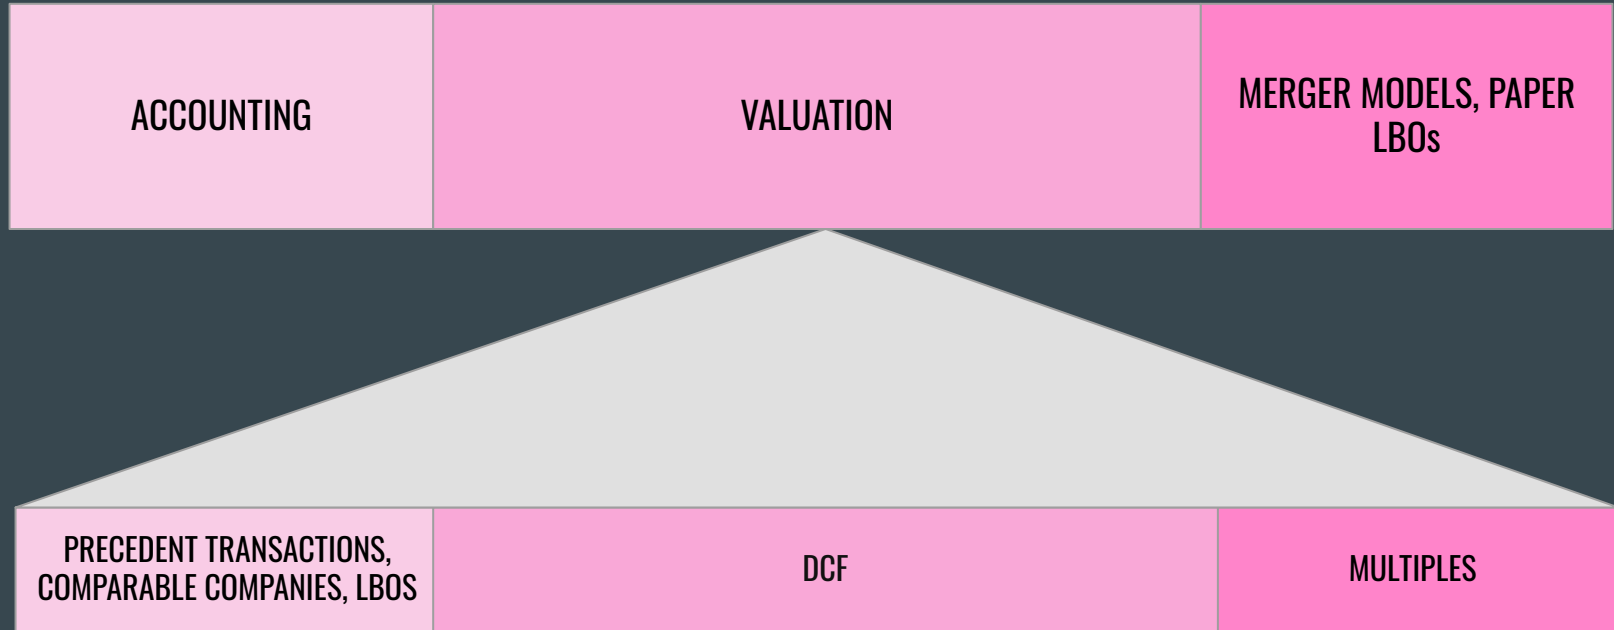 ACCOUNTING
VALUATION
MERGER MODELS, PAPER
LBOs
PRECEDENT TRANSACTIONS,
COMPARABLE COMPANIES, LBOS
DCF
MULTIPLES